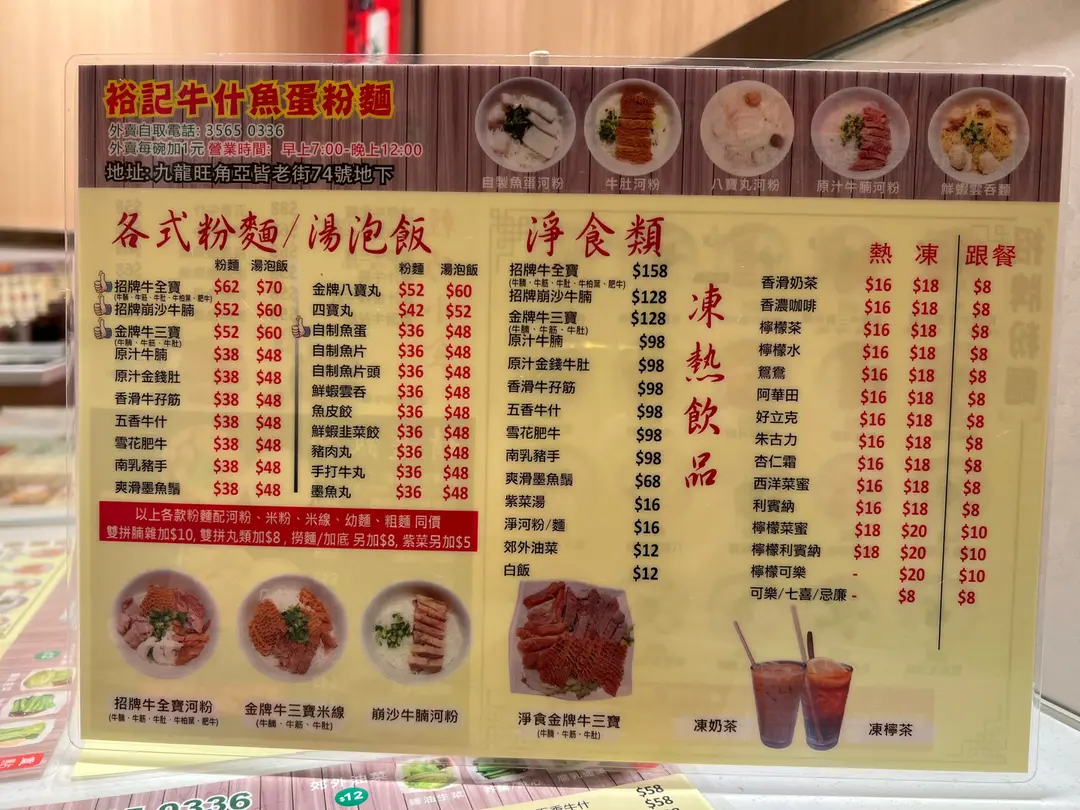 裕記牛什魚蛋粉麵
外賣自取電話: 3565 0336
外賣每碗加1元 營業時間: 早上7:00-晚上12:00
地址: 九龍旺角亞皆老街74號地下
自製魚蛋河粉 牛肚河粉 八寶丸河粉 原汁牛腩河粉 鮮蝦雲吞麵
各式粉麵/湯泡飯
粉麵 湯泡飯
招牌牛全寶 $62 $70
(牛腩、牛筋、牛肚、牛柏葉、肥牛)
招牌崩沙牛腩 $52 $60
金牌牛三寶 $52 $60
(牛腩、牛筋、牛肚)
原汁牛腩 $38 $48
原汁金錢肚 $38 $48
香滑牛孖筋 $38 $48
五香牛什 $38 $48
雪花肥牛 $38 $48
南乳豬手 $38 $48
爽滑墨魚鬚 $38 $48
粉麵 湯泡飯
金牌八寶丸 $52 $60
四寶丸 $42 $52
自制魚蛋 $36 $48
自制魚片 $36 $48
自制魚片頭 $36 $48
鮮蝦雲吞 $36 $48
魚皮餃 $36 $48
鮮蝦韭菜餃 $36 $48
豬肉丸 $36 $48
手打牛丸 $36 $48
墨魚丸 $36 $48
以上各款粉麵配河粉、米粉、米線、幼麵、粗麵 同價
雙拼腩雜加$10, 雙拼丸類加$8 , 撈麵/加底 另加$8, 紫菜另加$5
招牌牛全寶河粉
(牛腩、牛筋、牛肚、牛柏葉、肥牛)
金牌牛三寶米線
(牛腩、牛筋、牛肚)
崩沙牛腩河粉
淨食類
招牌牛全寶 $158
(牛腩、牛筋、牛肚、牛柏葉、肥牛)
招牌崩沙牛腩 $128
金牌牛三寶 $128
(牛腩、牛筋、牛肚)
原汁牛腩 $98
原汁金錢牛肚 $98
香滑牛孖筋 $98
五香牛什 $98
雪花肥牛 $98
南乳豬手 $98
爽滑墨魚鬚 $68
紫菜湯 $16
淨河粉/麵 $16
郊外油菜 $12
白飯 $12
淨食金牌牛三寶
(牛腩、牛筋、牛肚)
凍熱飲品
熱 凍 跟餐
香滑奶茶 $16 $18 $8
香濃咖啡 $16 $18 $8
檸檬茶 $16 $18 $8
檸檬水 $16 $18 $8
鴛鴦 $16 $18 $8
阿華田 $16 $18 $8
好立克 $16 $18 $8
朱古力 $16 $18 $8
杏仁霜 $16 $18 $8
西洋菜蜜 $16 $18 $8
利賓納 $16 $18 $8
檸檬菜蜜 $18 $20 $10
檸檬利賓納 $18 $20 $10
檸檬可樂 - $20 $10
可樂/七喜/忌廉 - $8 $8
凍奶茶
凍檸茶
0336
郊外油菜
$12
五香牛什
$58
$58